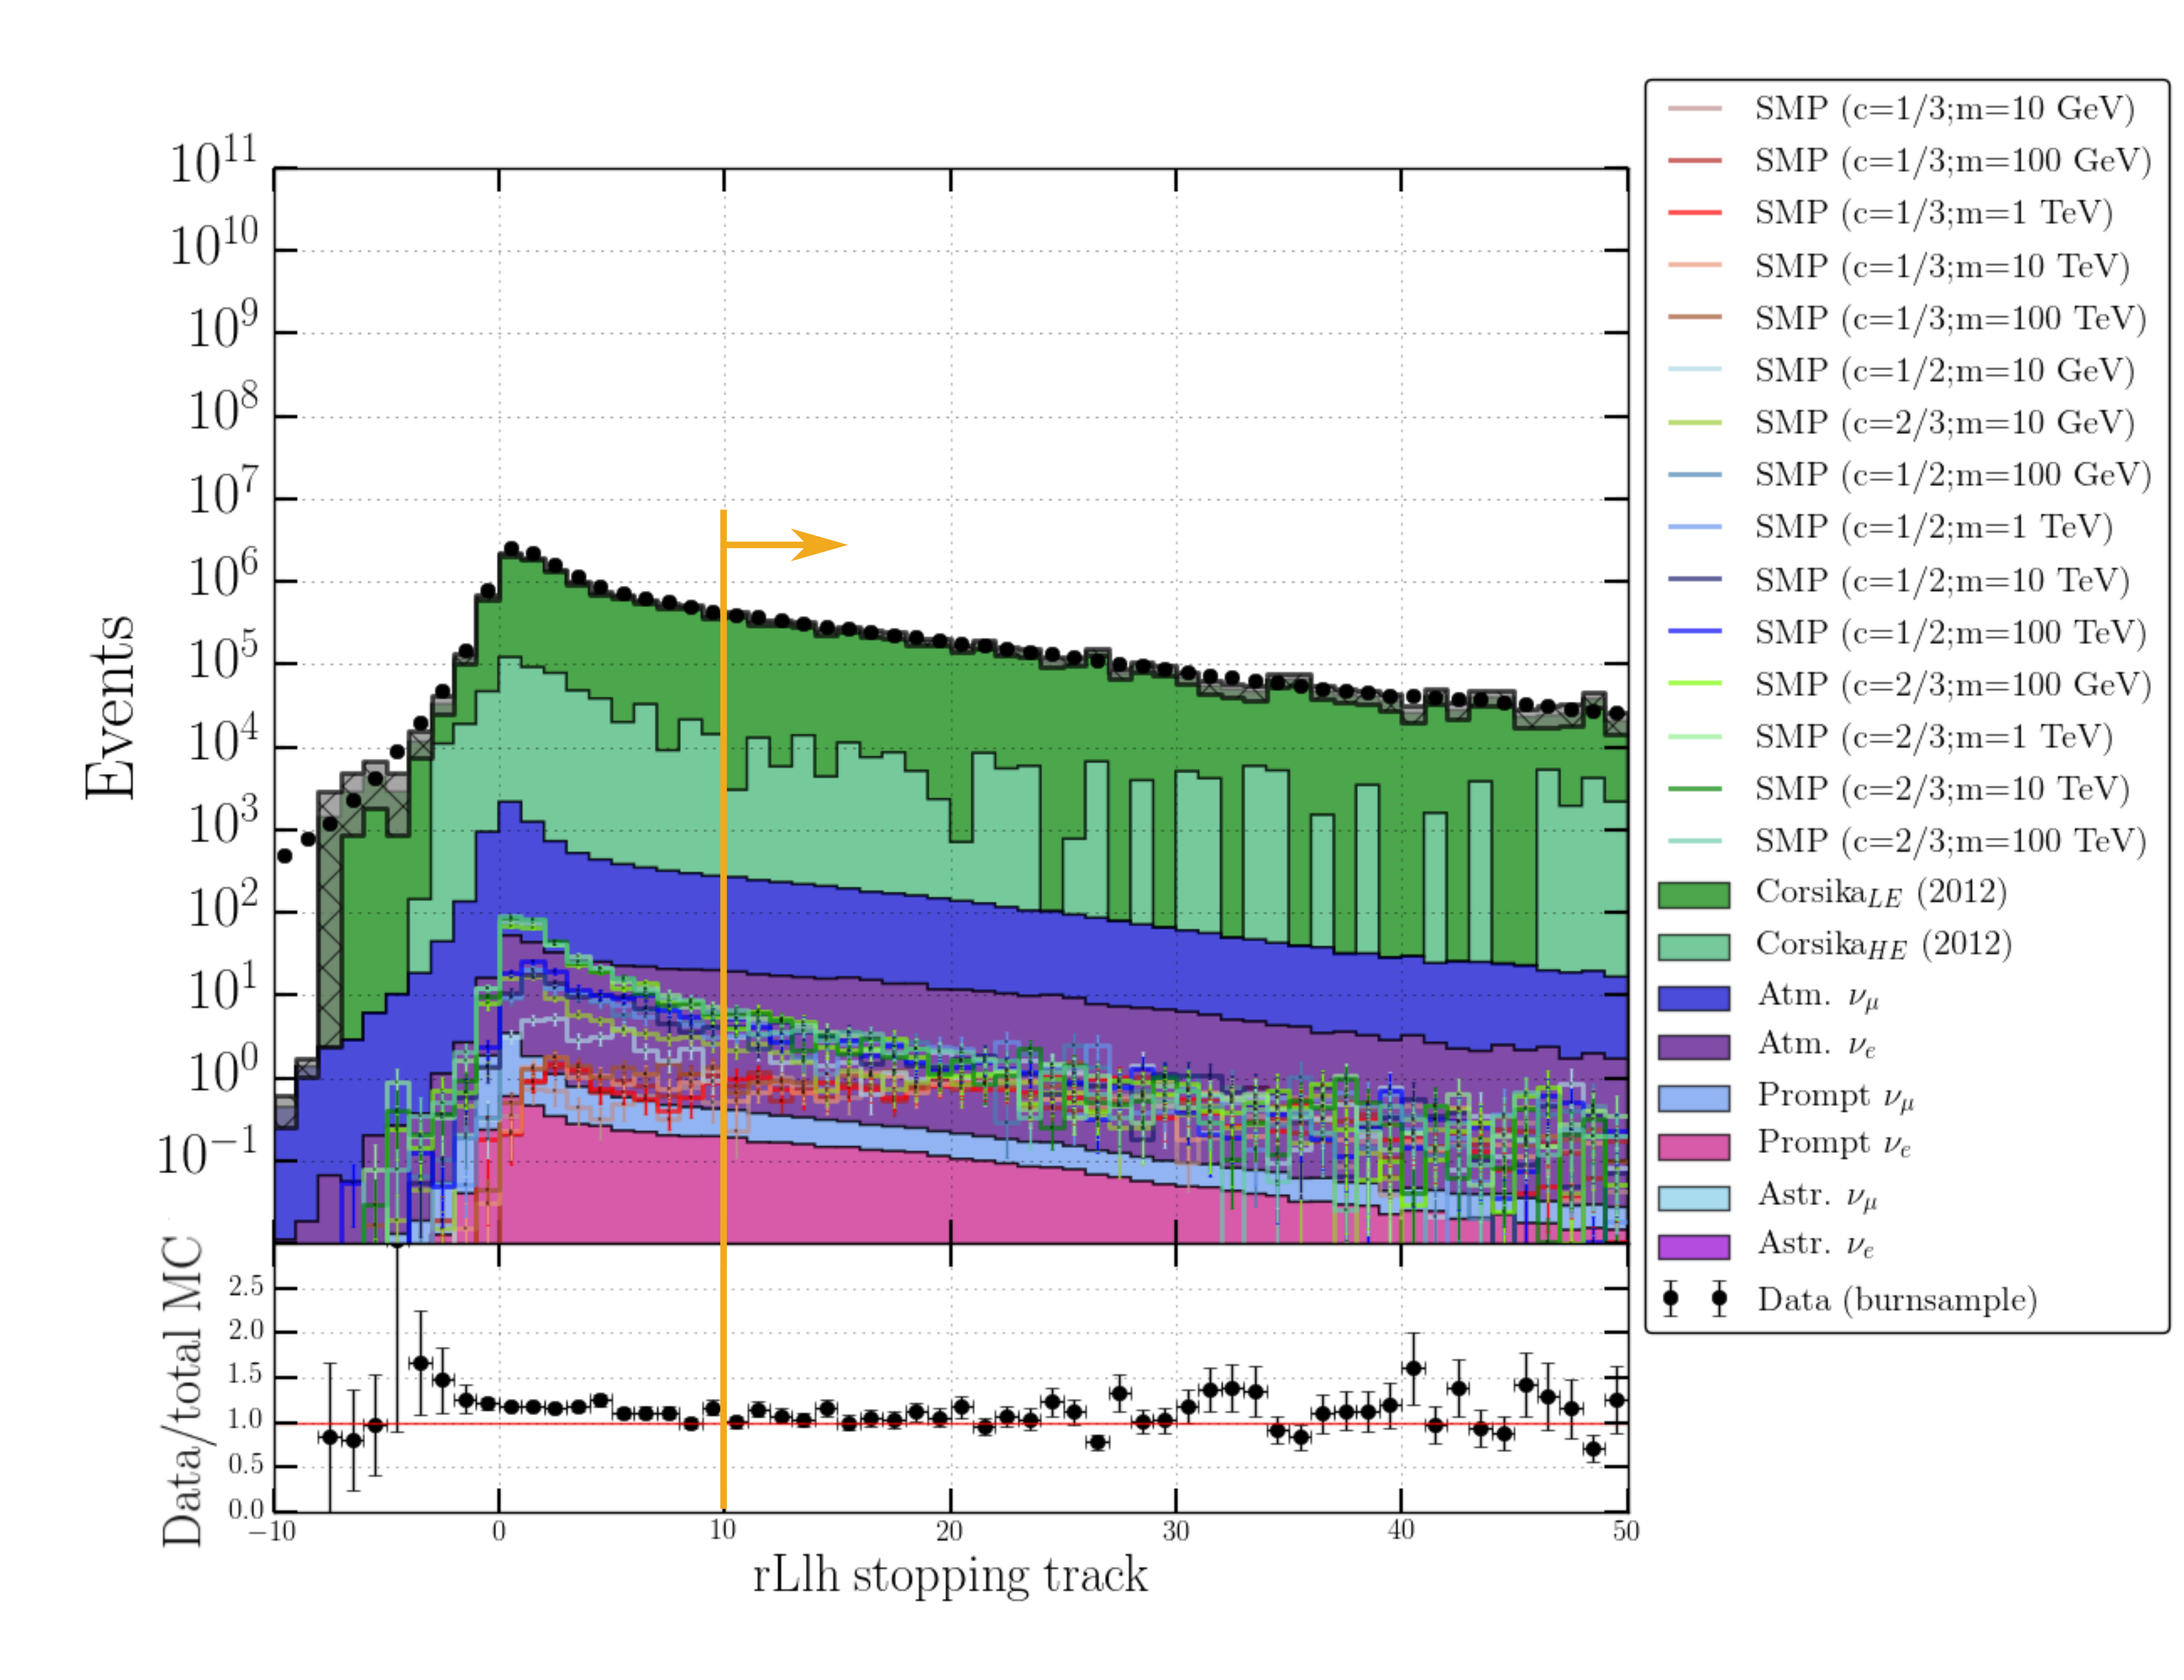 10^11
10^10
10^9
10^8
10^7
10^6
10^5
10^4
10^3
10^2
10^1
10^0
10^−1
Events
2.5
2.0
1.5
1.0
0.5
0.0
Data/total MC
−10 0 10 20 30 40 50
rLlh stopping track
SMP (c=1/3;m=10 GeV)
SMP (c=1/3;m=100 GeV)
SMP (c=1/3;m=1 TeV)
SMP (c=1/3;m=10 TeV)
SMP (c=1/3;m=100 TeV)
SMP (c=1/2;m=10 GeV)
SMP (c=2/3;m=10 GeV)
SMP (c=1/2;m=100 GeV)
SMP (c=1/2;m=1 TeV)
SMP (c=1/2;m=10 TeV)
SMP (c=1/2;m=100 TeV)
SMP (c=2/3;m=100 GeV)
SMP (c=2/3;m=1 TeV)
SMP (c=2/3;m=10 TeV)
SMP (c=2/3;m=100 TeV)
Corsika_LE (2012)
Corsika_HE (2012)
Atm. ν_μ
Atm. ν_e
Prompt ν_μ
Prompt ν_e
Astr. ν_μ
Astr. ν_e
Data (burnsample)